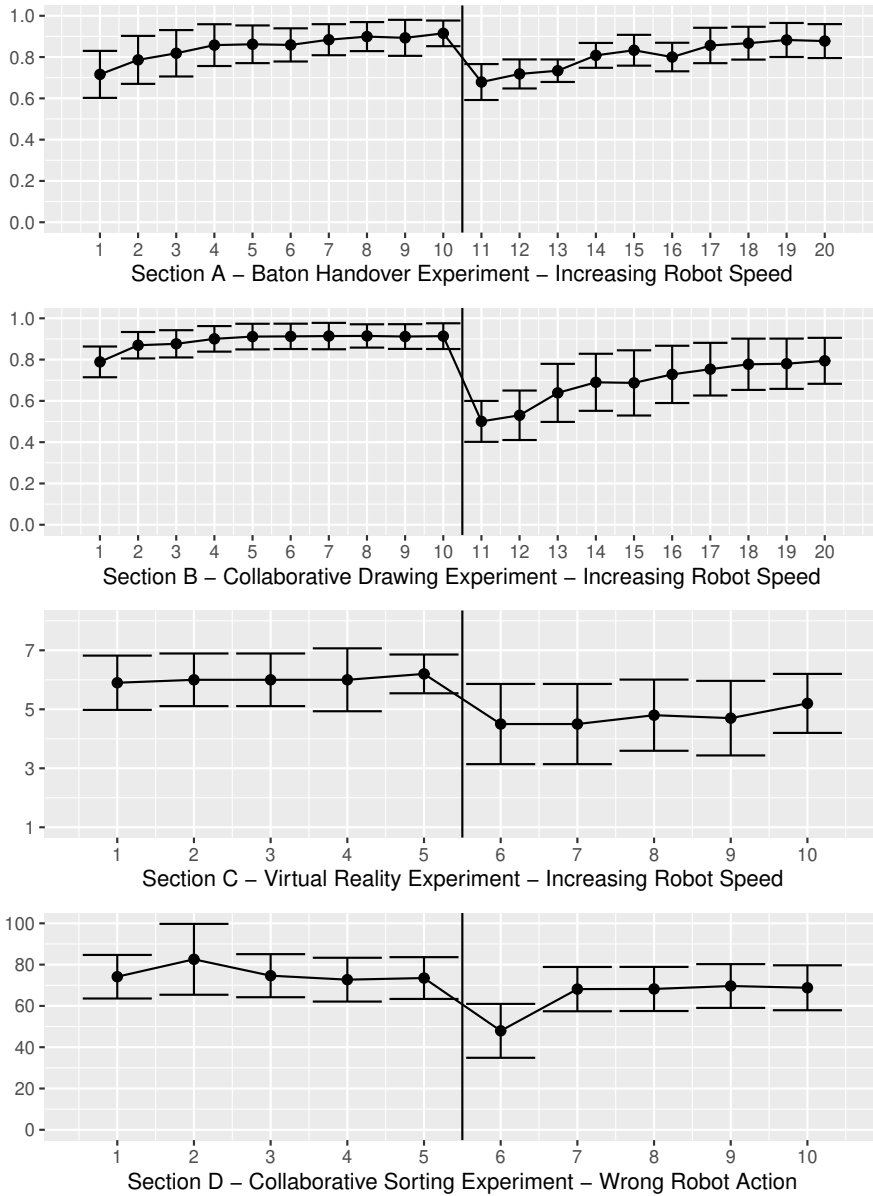 1.0
0.8
0.6
0.4
0.2
0.0
1 2 3 4 5 6 7 8 9 10 11 12 13 14 15 16 17 18 19 20
Section A − Baton Handover Experiment − Increasing Robot Speed
1.0
0.8
0.6
0.4
0.2
0.0
1 2 3 4 5 6 7 8 9 10 11 12 13 14 15 16 17 18 19 20
Section B − Collaborative Drawing Experiment − Increasing Robot Speed
7
5
3
1
1 2 3 4 5 6 7 8 9 10
Section C − Virtual Reality Experiment − Increasing Robot Speed
100
80
60
40
20
0
1 2 3 4 5 6 7 8 9 10
Section D − Collaborative Sorting Experiment − Wrong Robot Action